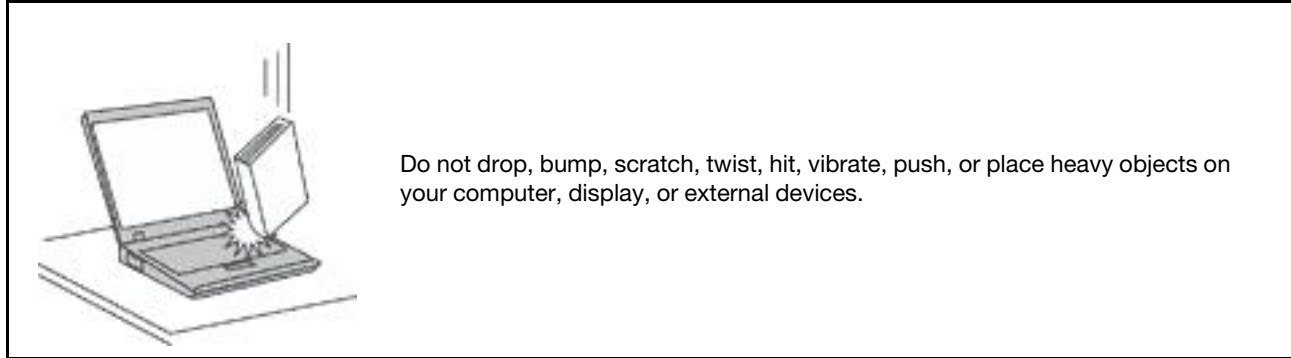 Do not drop, bump, scratch, twist, hit, vibrate, push, or place heavy objects on
your computer, display, or external devices.